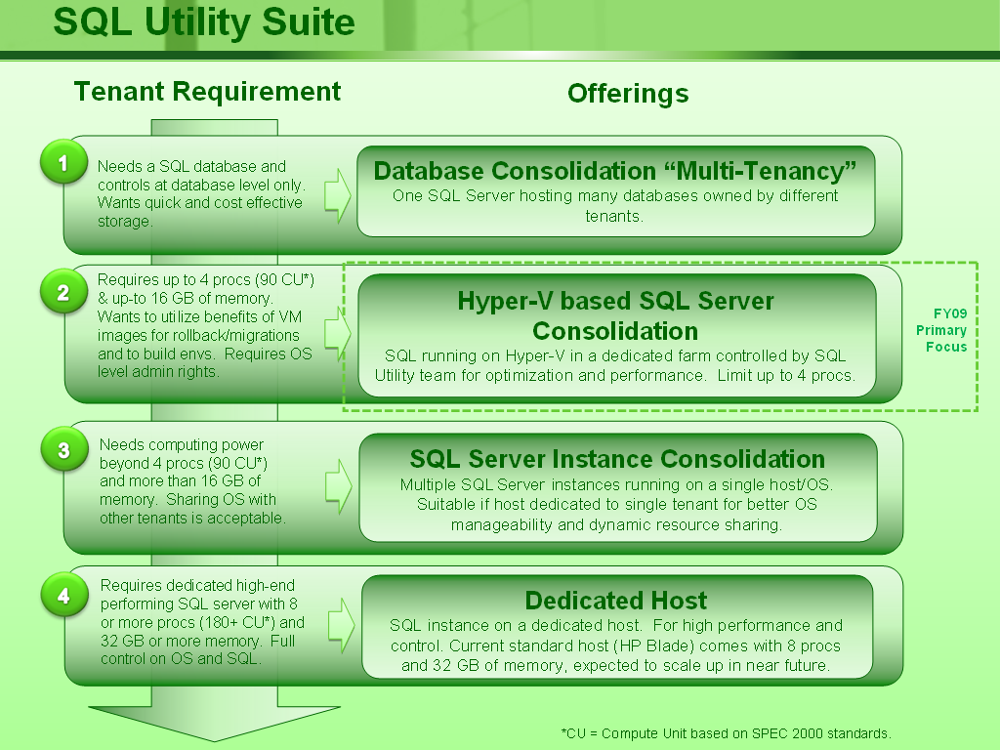 SQL Utility Suite
Tenant Requirement
Offerings
1
Needs a SQL database and
controls at database level only.
Wants quick and cost effective
storage.
Database Consolidation “Multi-Tenancy”
One SQL Server hosting many databases owned by different
tenants.
2
Requires up to 4 procs (90 CU*)
& up-to 16 GB of memory.
Wants to utilize benefits of VM
images for rollback/migrations
and to build envs.  Requires OS
level admin rights.
Hyper-V based SQL Server
Consolidation
SQL running on Hyper-V in a dedicated farm controlled by SQL
Utility team for optimization and performance.  Limit up to 4 procs.
FY09
Primary
Focus
3
Needs computing power
beyond 4 procs (90 CU*)
and more than 16 GB of
memory.  Sharing OS with
other tenants is acceptable.
SQL Server Instance Consolidation
Multiple SQL Server instances running on a single host/OS.
Suitable if host dedicated to single tenant for better OS
manageability and dynamic resource sharing.
4
Requires dedicated high-end
performing SQL server with 8
or more procs (180+ CU*) and
32 GB or more memory.  Full
control on OS and SQL.
Dedicated Host
SQL instance on a dedicated host.  For high performance and
control. Current standard host (HP Blade) comes with 8 procs
and 32 GB of memory, expected to scale up in near future.
*CU = Compute Unit based on SPEC 2000 standards.